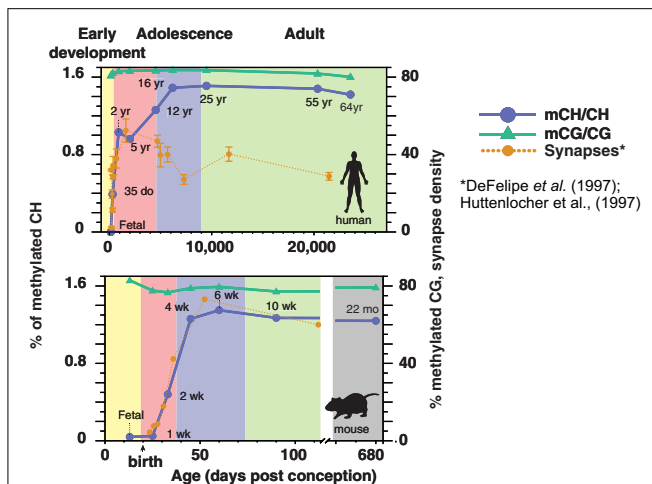 Early
development
Adolescence
Adult
% of methylated CH
% methylated CG, synapse density
1.6
0.8
0
80
40
0
16 yr
2 yr
12 yr
25 yr
55 yr
64yr
5 yr
35 do
Fetal
human
0
10,000
20,000
mCH/CH
mCG/CG
Synapses*
*DeFelipe et al. (1997);
Huttenlocher et al., (1997)
1.6
1.2
0.8
0
80
60
40
0
4 wk
6 wk
10 wk
22 mo
2 wk
1 wk
Fetal
mouse
0
50
100
680
birth
Age (days post conception)